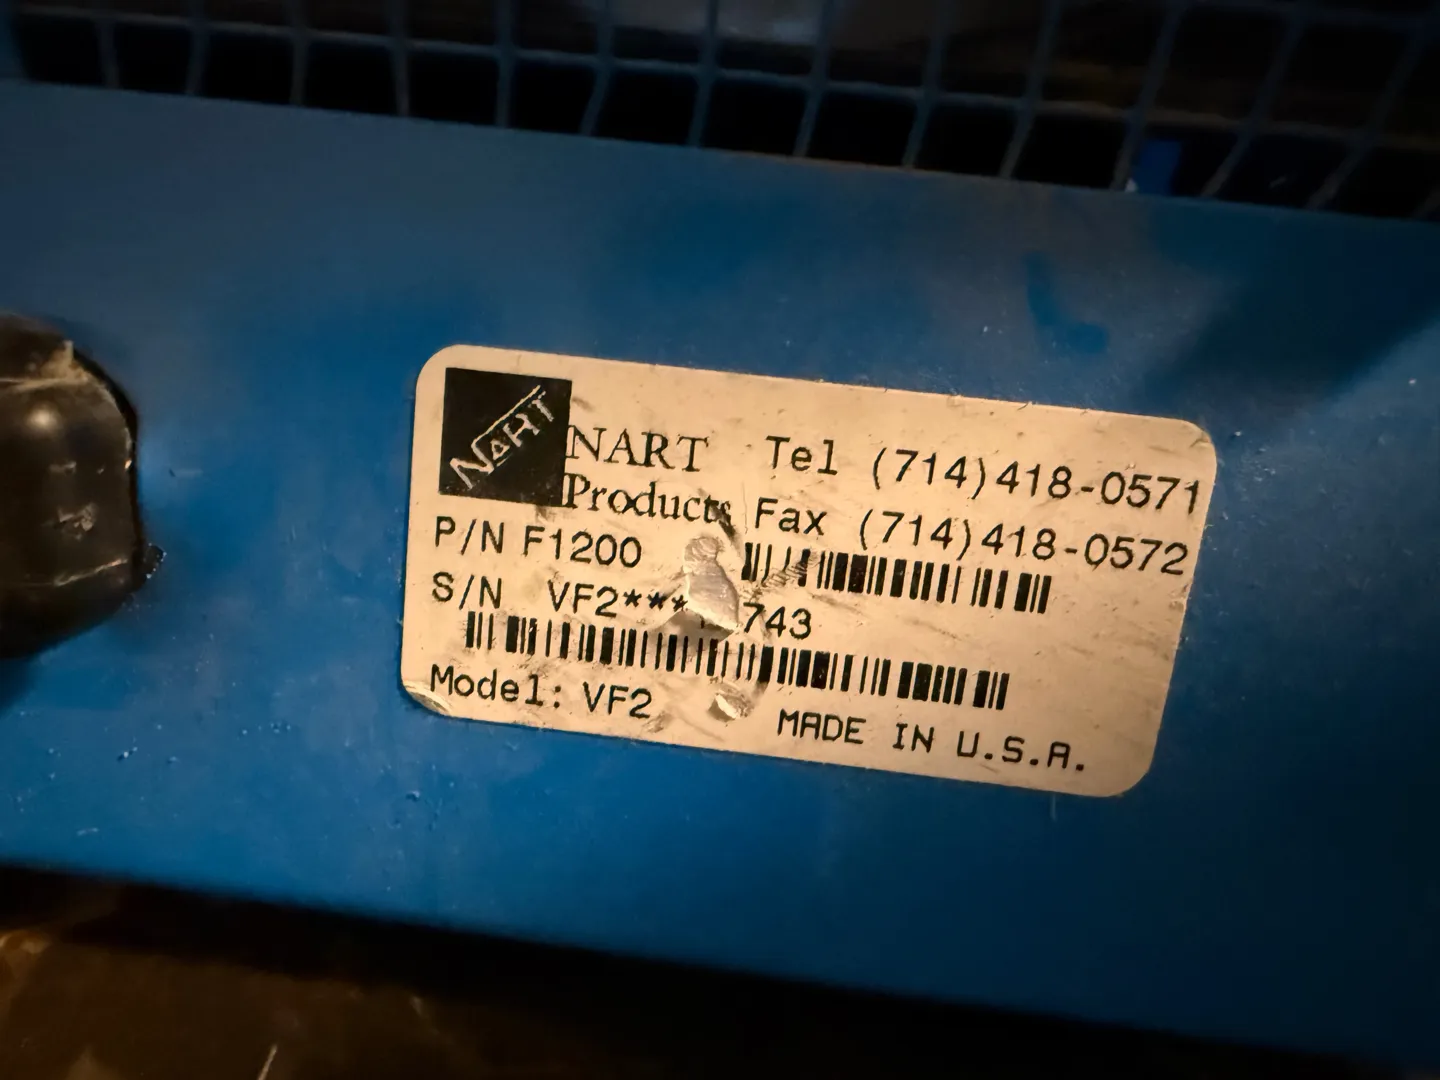 NART
NART Tel (714)418-0571
Products Fax (714)418-0572
P/N F1200
S/N VF2*** 743
Model: VF2
MADE IN U.S.A.